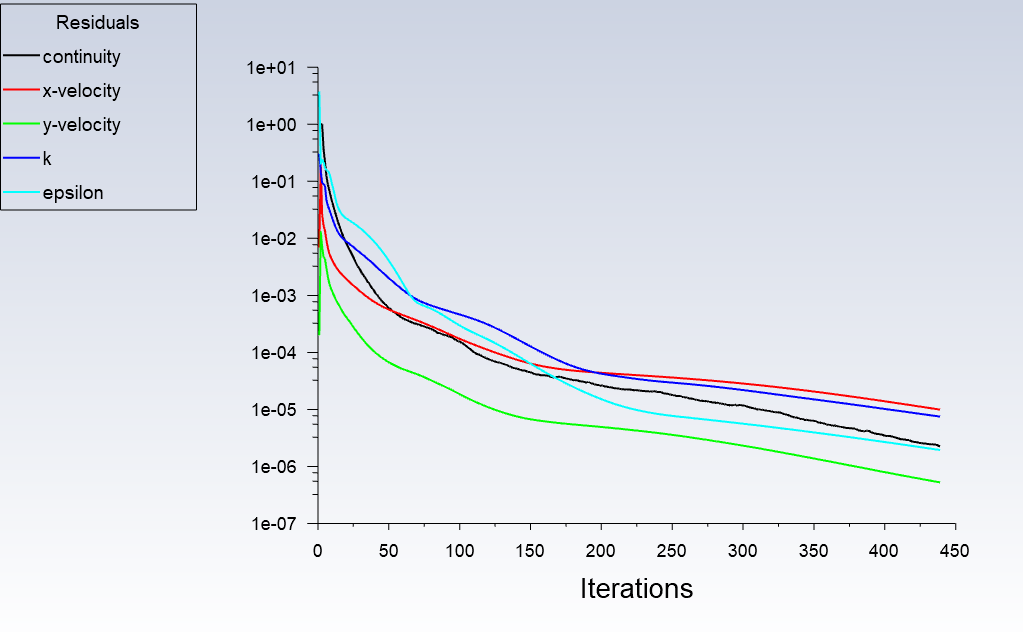 Residuals
continuity
x-velocity
y-velocity
k
epsilon
1e+01
1e+00
1e-01
1e-02
1e-03
1e-04
1e-05
1e-06
1e-07
0 50 100 150 200 250 300 350 400 450
Iterations